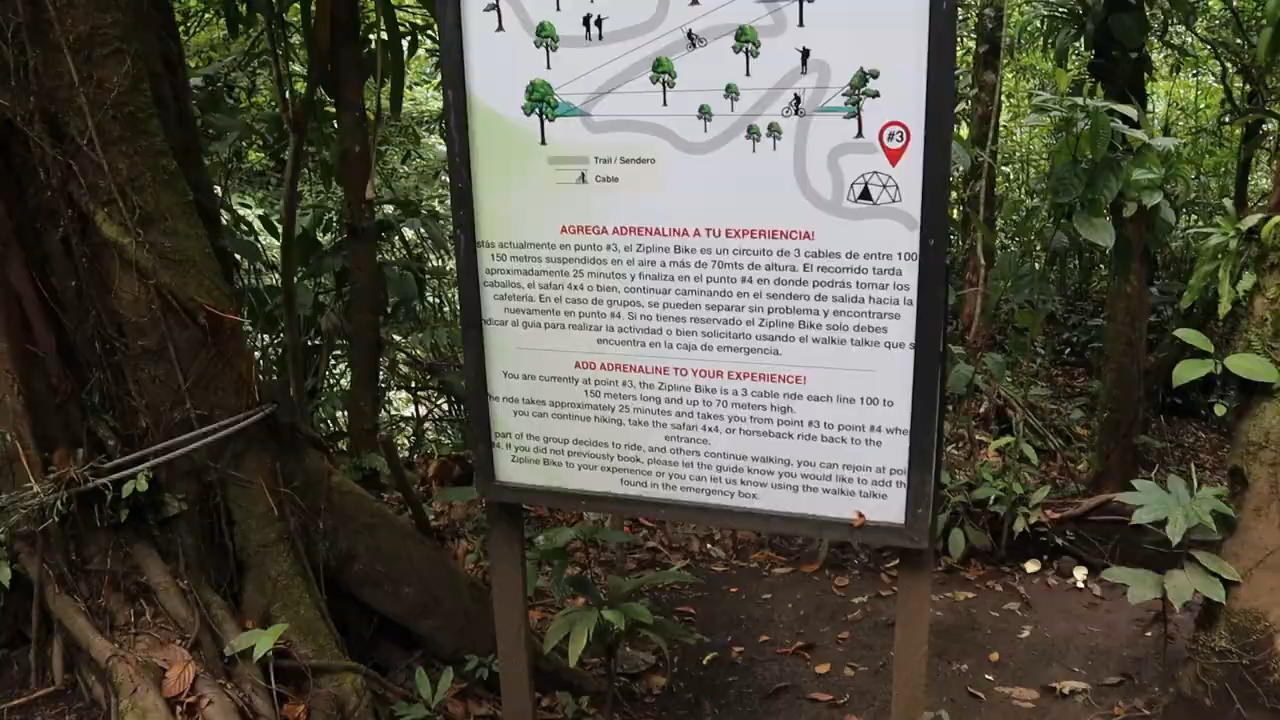 #3
Trail / Sendero
Cable
AGREGA ADRENALINA A TU EXPERIENCIA!
stás actualmente en punto #3, el Zipline Bike es un circuito de 3 cables de entre 100
150 metros suspendidos en el aire a más de 70mts de altura. El recorrido tarda
aproximadamente 25 minutos y finaliza en el punto #4 en donde podrás tomar los
caballos, el safari 4x4 o bien, continuar caminando en el sendero de salida hacia la
cafetería. En el caso de grupos, se pueden separar sin problema y encontrarse
nuevamente en punto #4. Si no tienes reservado el Zipline Bike solo debes
ndicar al guia para realizar la actividad o bien solicitarlo usando el walkie talkie que s
encuentra en la caja de emergencia.
ADD ADRENALINE TO YOUR EXPERIENCE!
You are currently at point #3, the Zipline Bike is a 3 cable ride each line 100 to
150 meters long and up to 70 meters high.
he ride takes approximately 25 minutes and takes you from point #3 to point #4 whe
you can continue hiking, take the safari 4x4, or horseback ride back to the
entrance.
part of the group decides to ride, and others continue walking, you can rejoin at poi
#4. If you did not previously book, please let the guide know you would like to add th
Zipline Bike to your experience or you can let us know using the walkie talkie
found in the emergency box.